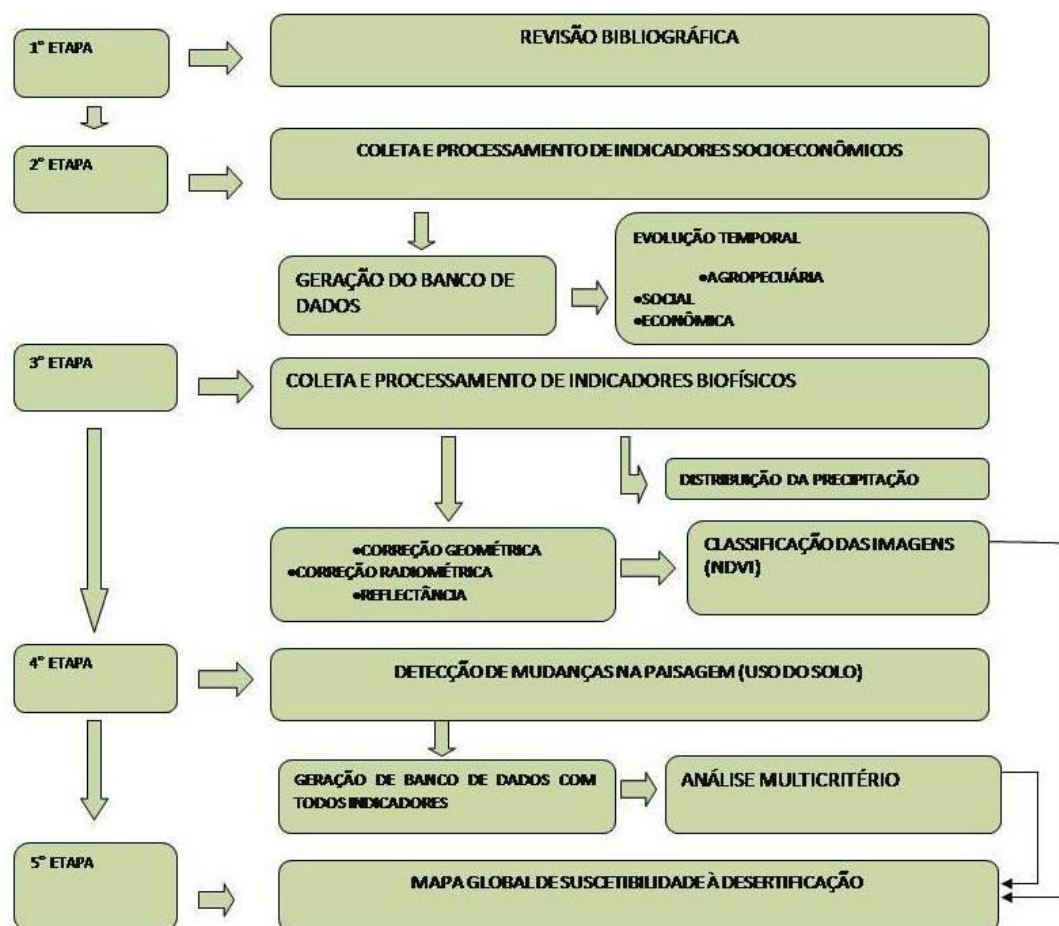 1° ETAPA
REVISÃO BIBLIOGRÁFICA
2° ETAPA
COLETA E PROCESSAMENTO DE INDICADORES SOCIOECONÔMICOS
GERAÇÃO DO BANCO DE
DADOS
EVOLUÇÃO TEMPORAL
•AGROPECUÁRIA
•SOCIAL
•ECONÔMICA
3° ETAPA
COLETA E PROCESSAMENTO DE INDICADORES BIOFÍSICOS
DISTRIBUIÇÃO DA PRECIPITAÇÃO
•CORREÇÃO GEOMÉTRICA
•CORREÇÃO RADIOMÉTRICA
•REFLECTÂNCIA
CLASSIFICAÇÃO DAS IMAGENS
(NDVI)
4° ETAPA
DETECÇÃO DE MUDANÇAS NA PAISAGEM (USO DO SOLO)
GERAÇÃO DE BANCO DE DADOS COM
TODOS INDICADORES
ANÁLISE MULTICRITÉRIO
5° ETAPA
MAPA GLOBAL DE SUSCETIBILIDADE À DESERTIFICAÇÃO